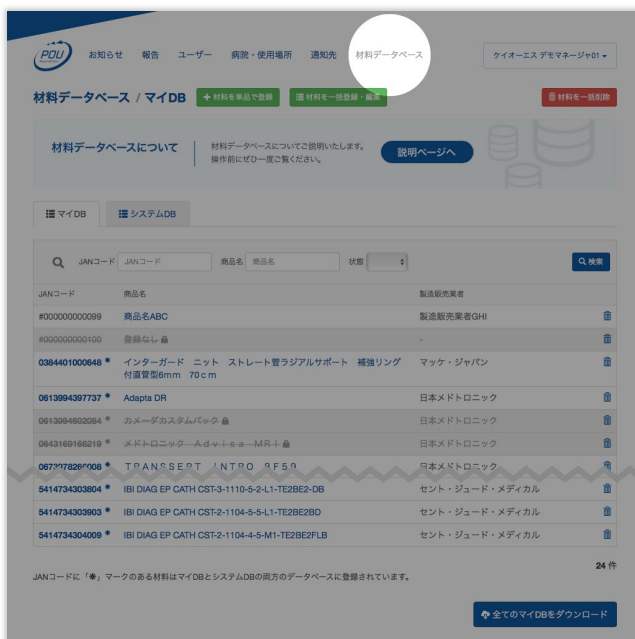 PDU お知らせ 報告 ユーザー 病院・使用場所 通知先 材料データベース ケイオーエス デモマネージャ01
材料データベース / マイDB 材料を単品で登録 材料を一括登録・編集 材料を一括削除
材料データベースについて 材料データベースについてご説明いたします。
操作前にぜひ一度ご覧ください。 説明ページへ
マイDB システムDB
JANコード JANコード 商品名 商品名 状態 検索
JANコード 商品名 製造販売業者
#000000000099 商品名ABC 製造販売業者GHI
#000000000100 登録なし -
0384401000648 * インターガード ニット ストレート管ラジアルサポート 補強リング マッケ・ジャパン
付直管型6mm 70cm
0613994397737 * Adapta DR 日本メドトロニック
0613994602084 * カメーダカスタムパック 日本メドトロニック
0643169166219 * メドトロニック Advisa MRI 日本メドトロニック
TRANSSERT INTRO 日本メドトロニック
5414734303804 * IBI DIAG EP CATH CST-3-1110-5-2-L1-TE2BE2-DB セント・ジュード・メディカル
5414734303903 * IBI DIAG EP CATH CST-2-1104-5-5-L1-TE2BE2BD セント・ジュード・メディカル
5414734304009 * IBI DIAG EP CATH CST-2-1104-4-5-M1-TE2BE2FLB セント・ジュード・メディカル
24 件
JANコードに「*」マークのある材料はマイDBとシステムDBの両方のデータベースに登録されています。
全てのマイDBをダウンロード